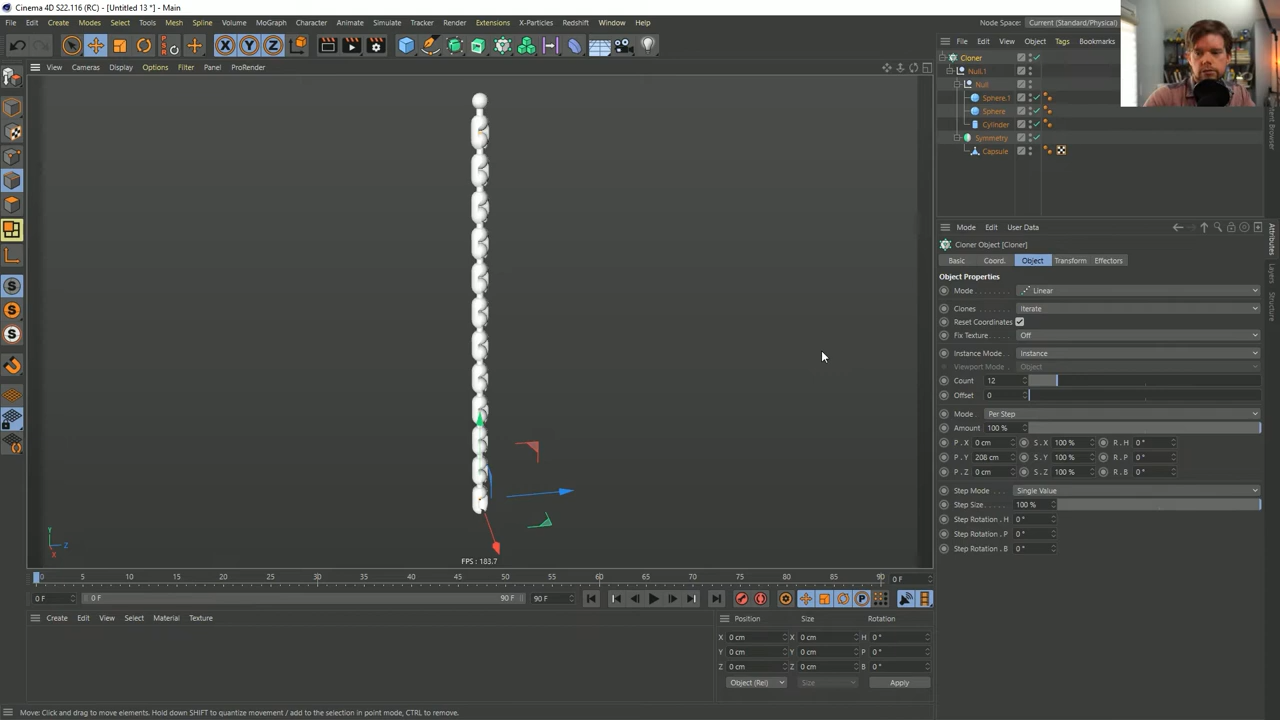 Cinema 4D S22.116 (RC) - [Untitled 13 *] - Main
File Edit Create Modes Select Tools Mesh Spline Volume MoGraph Character Animate Simulate Tracker Render Extensions X-Particles Redshift Window Help Node Space: Current (Standard/Physical)
X Y Z
View Cameras Display Options Filter Panel ProRender
File Edit View Object Tags Bookmarks
Cloner
Null.1
Null
Sphere.1
Sphere
Cylinder
Symmetry
Capsule
Mode Edit User Data
Cloner Object [Cloner]
Basic Coord. Object Transform Effectors
Object Properties
Mode Linear
Clones Iterate
Reset Coordinates
Fix Texture Off
Instance Mode Instance
Viewport Mode Object
Count 12
Offset 0
Mode Per Step
Amount 100 %
P . X 0 cm S . X 100 % R . H 0 °
P . Y 208 cm S . Y 100 % R . P 0 °
P . Z 0 cm S . Z 100 % R . B 0 °
Step Mode Single Value
Step Size 100 %
Step Rotation . H 0 °
Step Rotation . P 0 °
Step Rotation . B 0 °
Attributes
Layers
Structure
Y Z X
FPS : 183.7
0 5 10 15 20 25 30 35 40 45 50 55 60 65 70 75 80 85 90 0 F
0 F 0 F 90 F 90 F
Create Edit View Select Material Texture
Position Size Rotation
X 0 cm X 0 cm H 0 °
Y 0 cm Y 0 cm P 0 °
Z 0 cm Z 0 cm B 0 °
Object (Rel) Size Apply
Move: Click and drag to move elements. Hold down SHIFT to quantize movement / add to the selection in point mode, CTRL to remove.